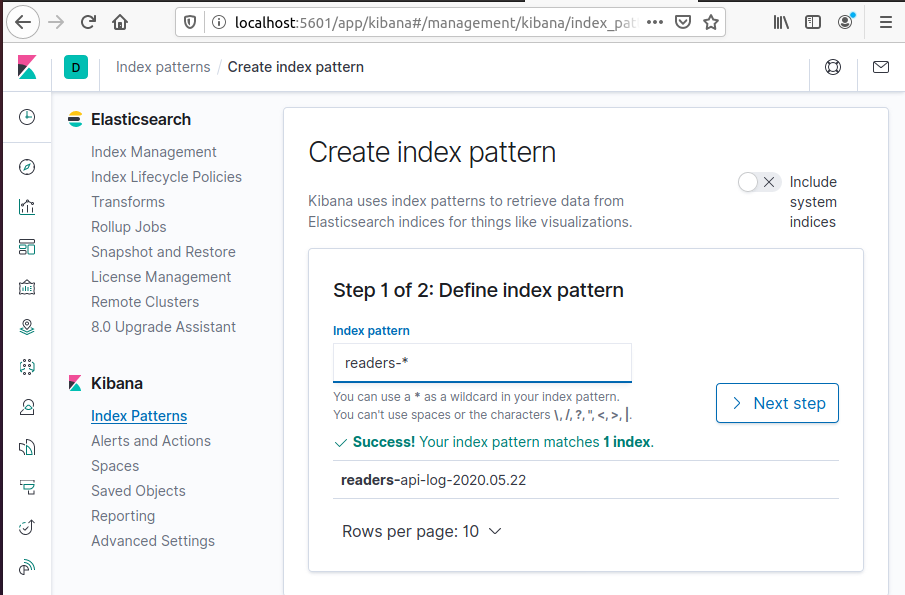 localhost:5601/app/kibana#/management/kibana/index_pat
D
Index patterns / Create index pattern
Elasticsearch
Index Management
Index Lifecycle Policies
Transforms
Rollup Jobs
Snapshot and Restore
License Management
Remote Clusters
8.0 Upgrade Assistant
Kibana
Index Patterns
Alerts and Actions
Spaces
Saved Objects
Reporting
Advanced Settings
Create index pattern
Kibana uses index patterns to retrieve data from
Elasticsearch indices for things like visualizations.
Include
system
indices
Step 1 of 2: Define index pattern
Index pattern
readers-*
You can use a * as a wildcard in your index pattern.
You can't use spaces or the characters \, /, ?, ", <, >, |.
Next step
Success! Your index pattern matches 1 index.
readers-api-log-2020.05.22
Rows per page: 10